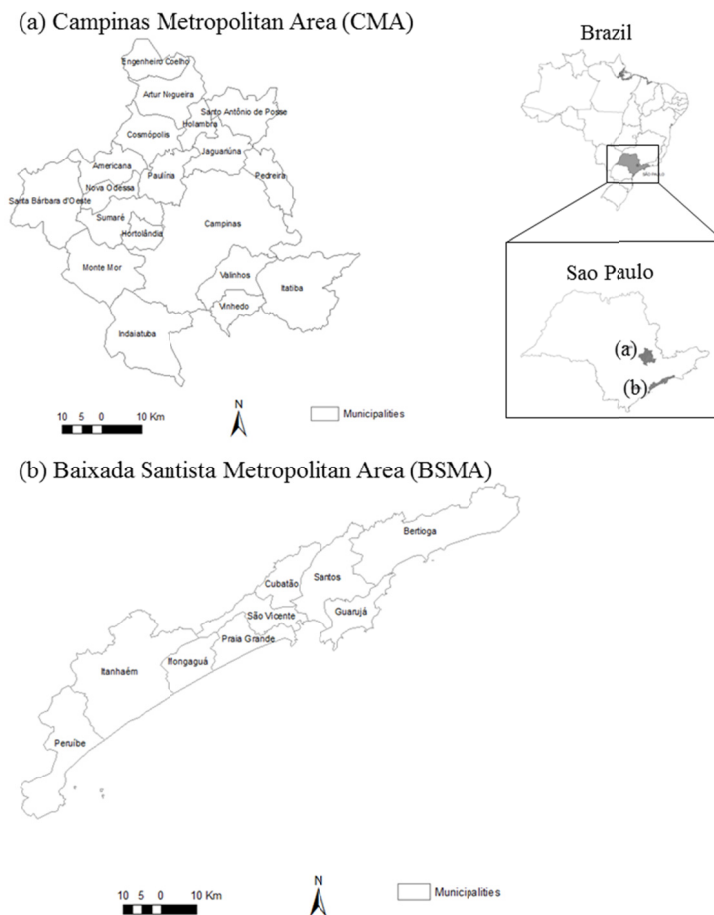 (a) Campinas Metropolitan Area (CMA)
Engenheiro Coelho
Artur Nogueira
Santo Antônio de Posse
Holambra
Cosmópolis
Jaguariúna
Americana
Paulína
Pedreira
Nova Odessa
Santa Bárbara d'Oeste
Campinas
Sumaré
Hortolândia
Monte Mor
Valinhos
Itatiba
Vinhedo
Indaiatuba
10 5 0 10 Km
N
Municipalities
Brazil
SÃO PAULO
Sao Paulo
(a)
(b)
(b) Baixada Santista Metropolitan Area (BSMA)
Bertioga
Cubatão
Santos
Guarujá
São Vicente
Praia Grande
Mongaguá
Itanhaém
Peruíbe
10 5 0 10 Km
N
Municipalities